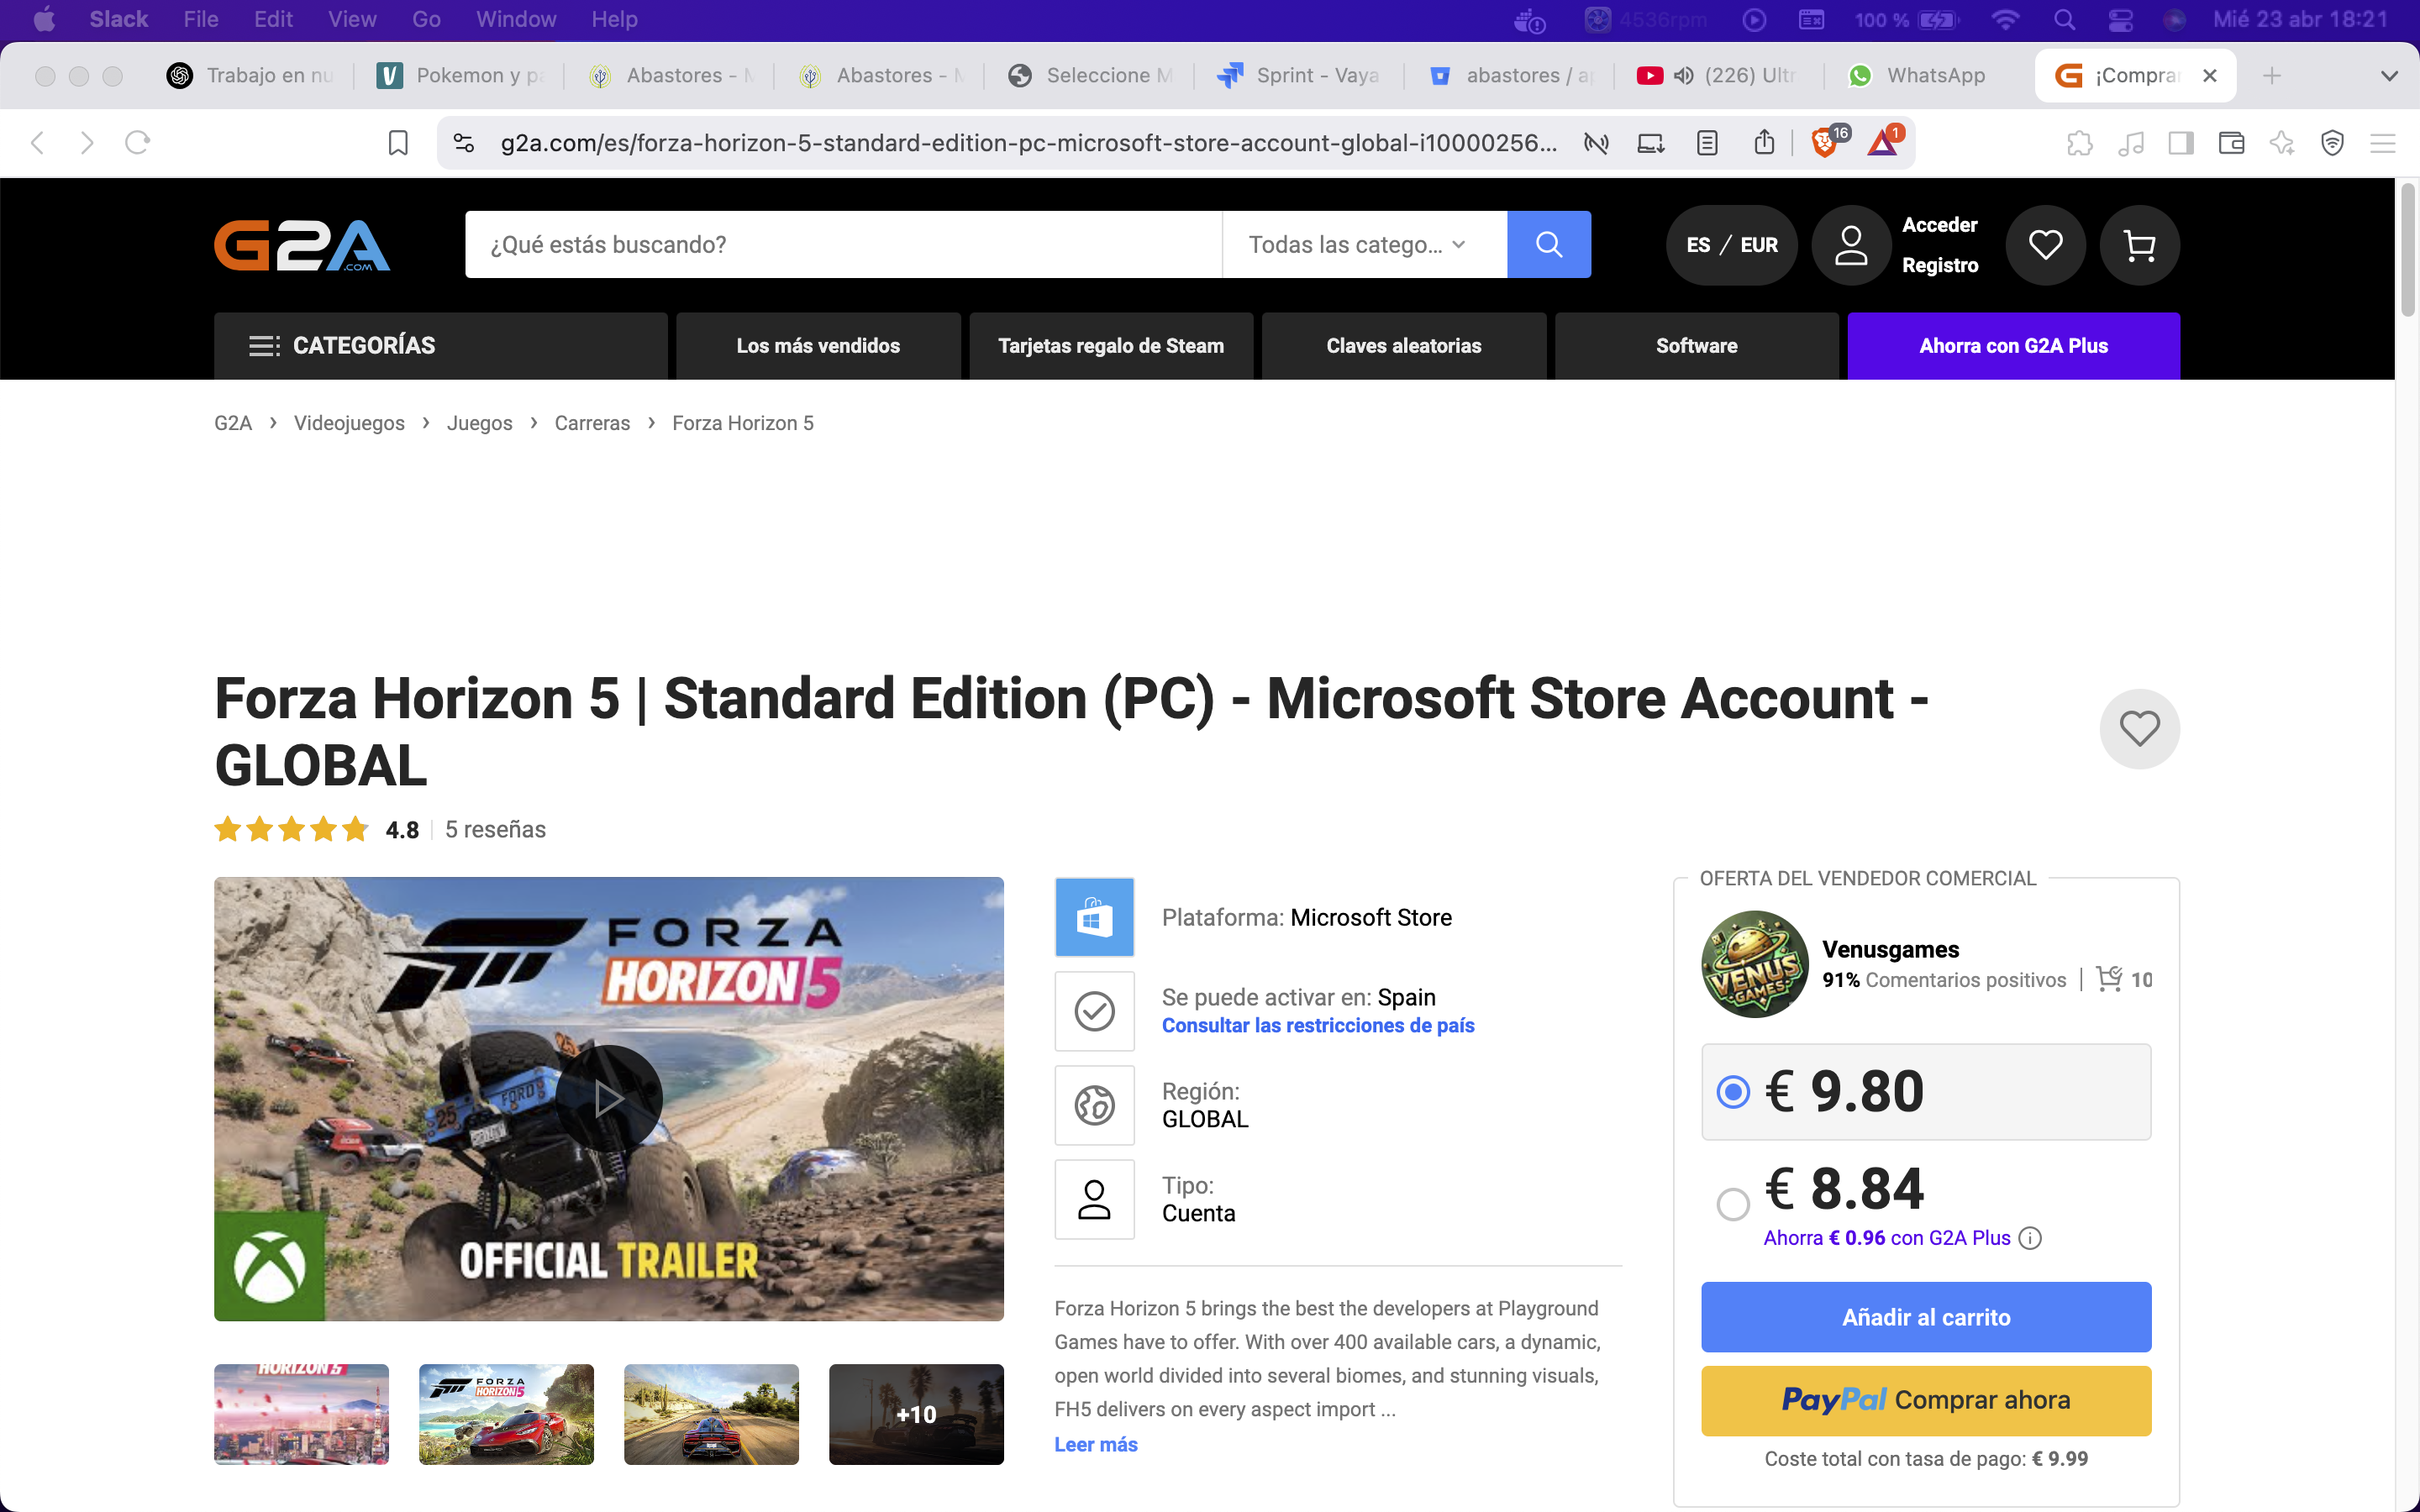 Slack File Edit View Go Window Help 4536rpm 100 % Mié 23 abr 18:21
Trabajo en nu Pokemon y pa Abastores - M Abastores - M Seleccione M Sprint - Vaya abastores / ap (226) Ultr WhatsApp ¡Comprar
g2a.com/es/forza-horizon-5-standard-edition-pc-microsoft-store-account-global-i10000256... 16 1
G2A .COM ¿Qué estás buscando? Todas las catego... ES / EUR Acceder
Registro
CATEGORÍAS Los más vendidos Tarjetas regalo de Steam Claves aleatorias Software Ahorra con G2A Plus
G2A › Videojuegos › Juegos › Carreras › Forza Horizon 5
Forza Horizon 5 | Standard Edition (PC) - Microsoft Store Account -
GLOBAL
4.8 5 reseñas
FORZA
HORIZON 5
25
FORD
25
OFFICIAL TRAILER
HORIZON 5
FORZA
HORIZON 5
+10
Plataforma: Microsoft Store
Se puede activar en: Spain
Consultar las restricciones de país
Región:
GLOBAL
Tipo:
Cuenta
Forza Horizon 5 brings the best the developers at Playground
Games have to offer. With over 400 available cars, a dynamic,
open world divided into several biomes, and stunning visuals,
FH5 delivers on every aspect import ...
Leer más
OFERTA DEL VENDEDOR COMERCIAL
VENUS
GAMES
Venusgames
91% Comentarios positivos | 10
€ 9.80
€ 8.84
Ahorra € 0.96 con G2A Plus
Añadir al carrito
PayPal Comprar ahora
Coste total con tasa de pago: € 9.99